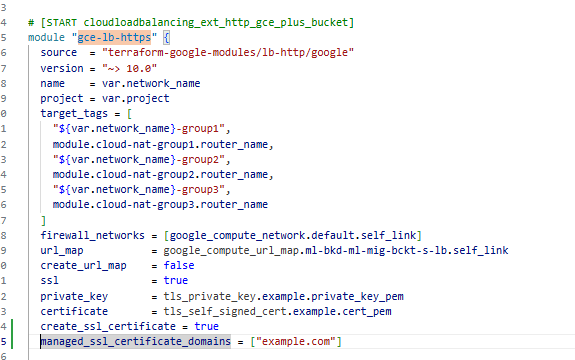 3
4 # [START cloudloadbalancing_ext_http_gce_plus_bucket]
5 module "gce-lb-https" {
6 source = "terraform-google-modules/lb-http/google"
7 version = "~> 10.0"
8 name = var.network_name
9 project = var.project
0 target_tags = [
1 "${var.network_name}-group1",
2 module.cloud-nat-group1.router_name,
3 "${var.network_name}-group2",
4 module.cloud-nat-group2.router_name,
5 "${var.network_name}-group3",
6 module.cloud-nat-group3.router_name
7 ]
8 firewall_networks = [google_compute_network.default.self_link]
9 url_map = google_compute_url_map.ml-bkd-ml-mig-bckt-s-lb.self_link
0 create_url_map = false
1 ssl = true
2 private_key = tls_private_key.example.private_key_pem
3 certificate = tls_self_signed_cert.example.cert_pem
4 create_ssl_certificate = true
5 managed_ssl_certificate_domains = ["example.com"]
6